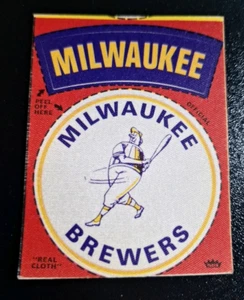 MILWAUKEE
PEEL
OFF
HERE
OFFICIAL
MILWAUKEE
BREWERS
"REAL
CLOTH"